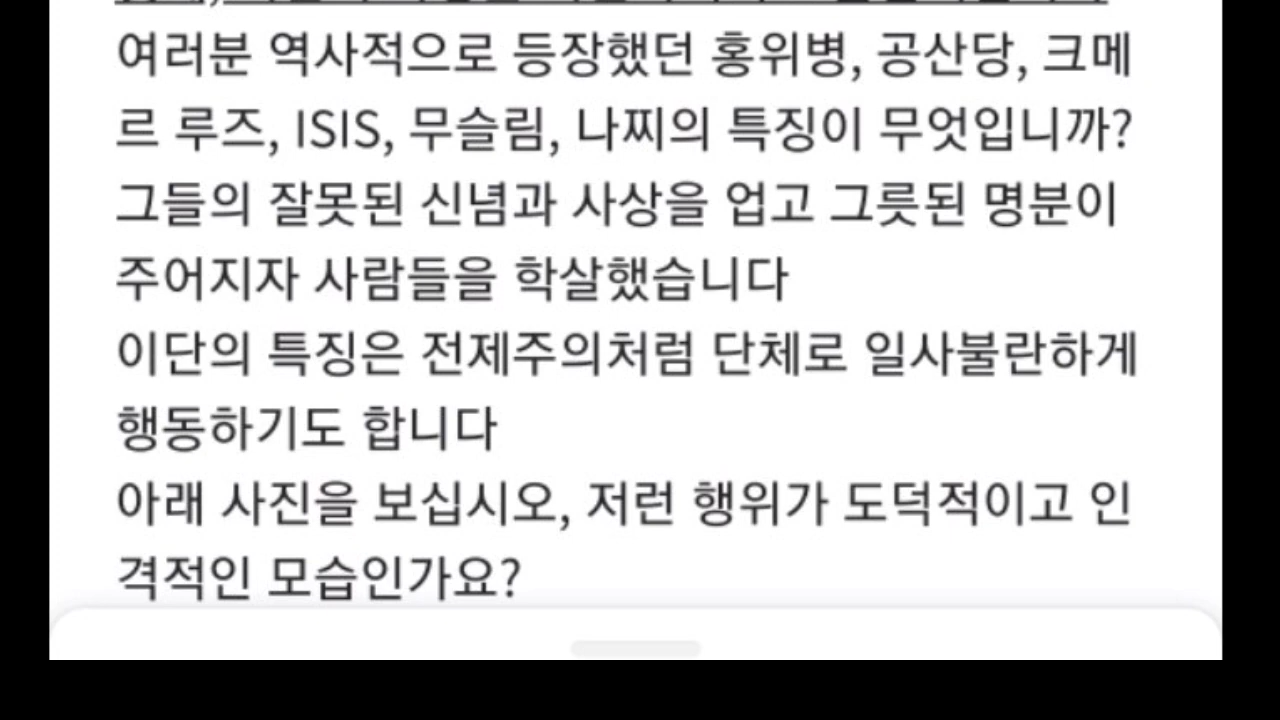 여러분 역사적으로 등장했던 홍위병, 공산당, 크메
르 루즈, ISIS, 무슬림, 나찌의 특징이 무엇입니까?
그들의 잘못된 신념과 사상을 업고 그릇된 명분이
주어지자 사람들을 학살했습니다
이단의 특징은 전제주의처럼 단체로 일사불란하게
행동하기도 합니다
아래 사진을 보십시오, 저런 행위가 도덕적이고 인
격적인 모습인가요?